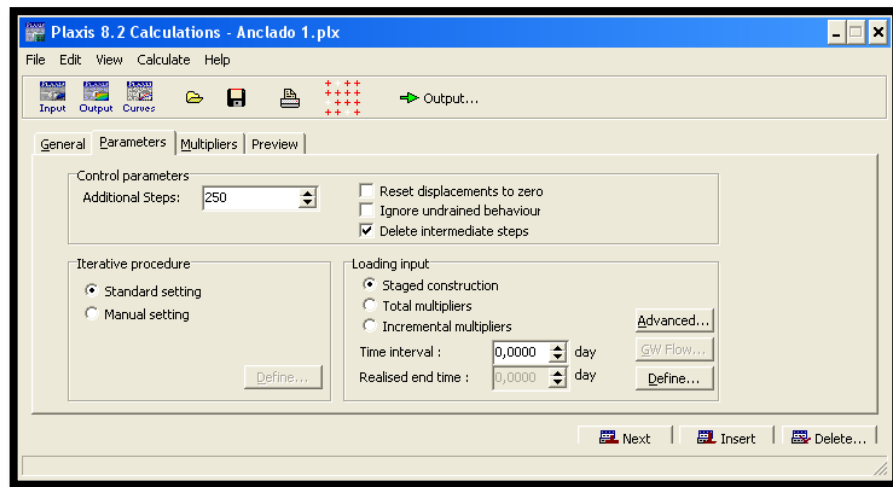 Plaxis 8.2 Calculations - Anclado 1.plx
File Edit View Calculate Help
Input Output Curves Output...
General Parameters Multipliers Preview
Control parameters
Additional Steps: 250
Reset displacements to zero
Ignore undrained behaviour
Delete intermediate steps
Iterative procedure
Standard setting
Manual setting
Define...
Loading input
Staged construction
Total multipliers
Incremental multipliers
Advanced...
Time interval : 0,0000 day
GW Flow...
Realised end time : 0,0000 day
Define...
Next Insert Delete...